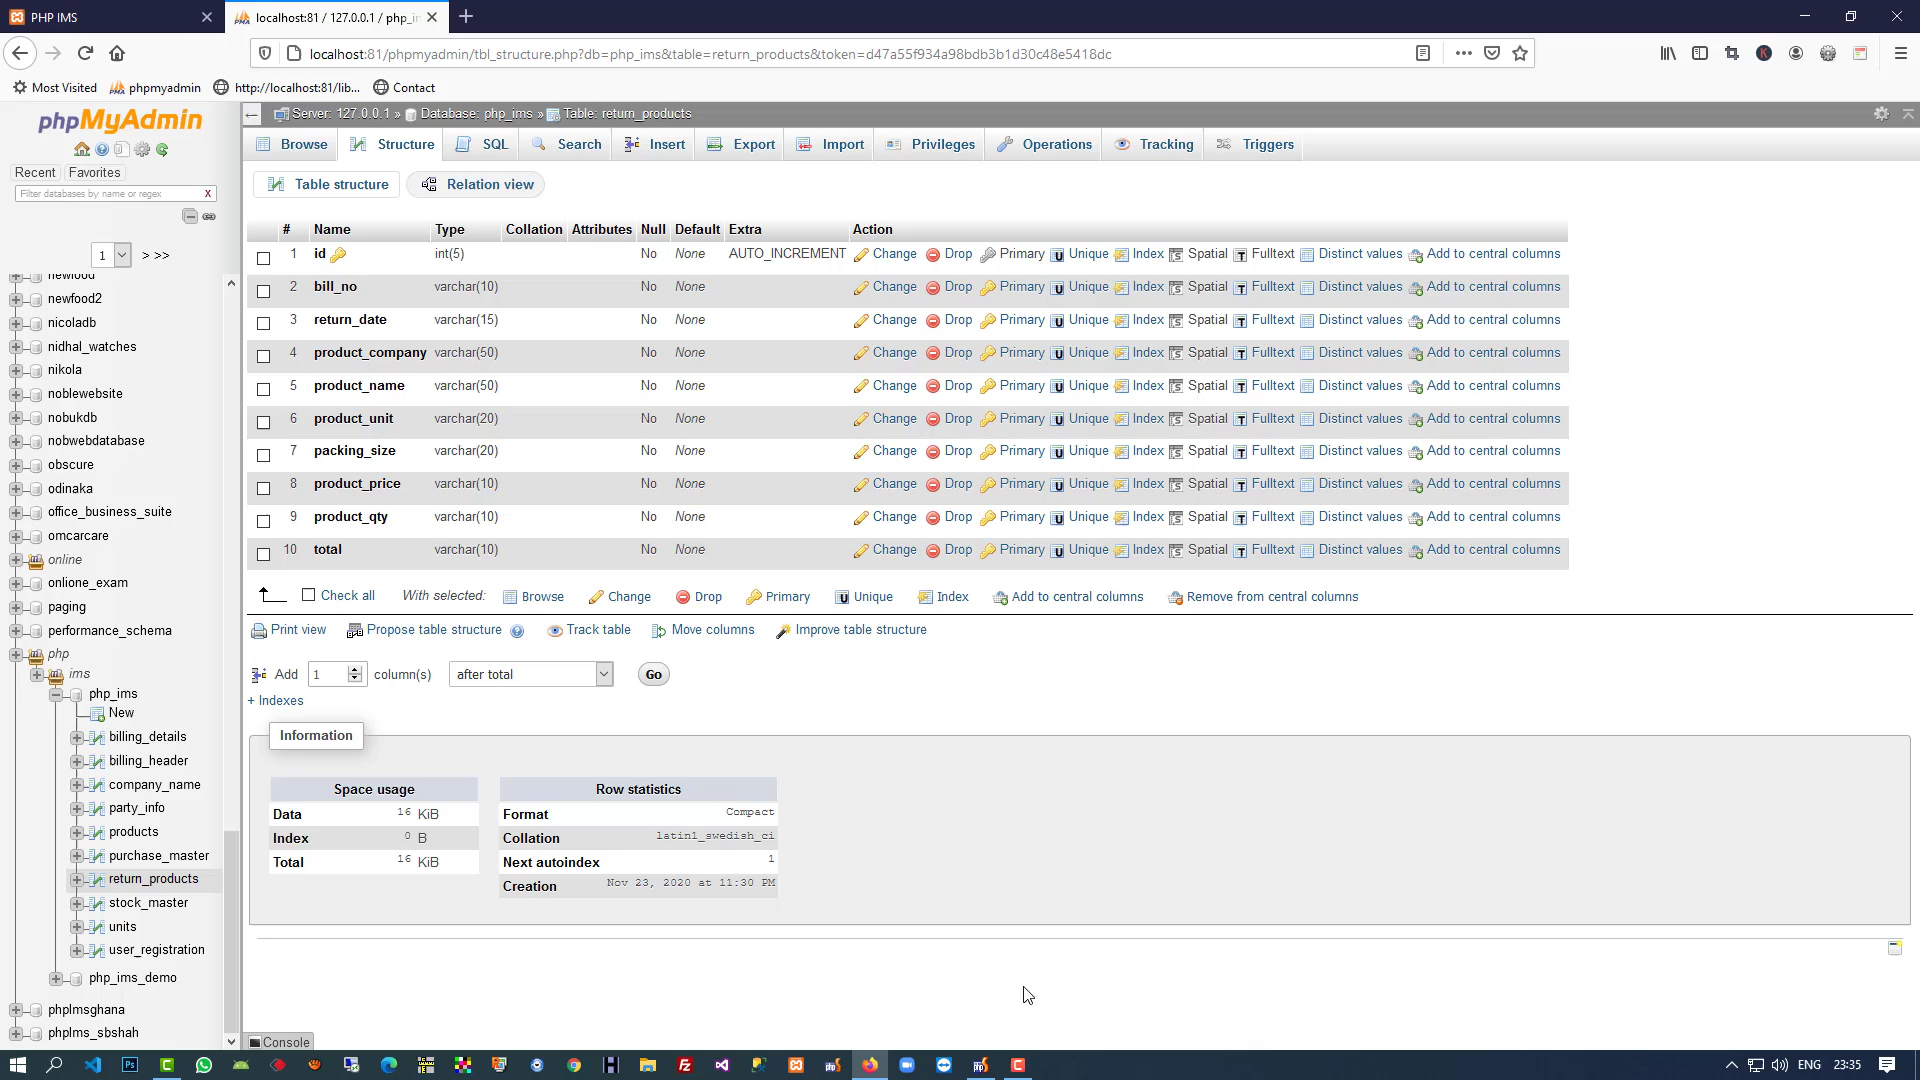 PHP IMS
localhost:81 / 127.0.0.1 / php_i
localhost:81/phpmyadmin/tbl_structure.php?db=php_ims&table=return_products&token=d47a55f934a98bdb3b1d30c48e5418dc
Most Visited phpmyadmin http://localhost:81/lib... Contact
phpMyAdmin
Recent Favorites
Filter databases by name or regex X
1 > >>
newfood
newfood2
nicoladb
nidhal_watches
nikola
noblewebsite
nobukdb
nobwebdatabase
obscure
odinaka
office_business_suite
omcarcare
online
onlione_exam
paging
performance_schema
php
ims
php_ims
New
billing_details
billing_header
company_name
party_info
products
purchase_master
return_products
stock_master
units
user_registration
php_ims_demo
phplmsghana
phplms_sbshah
Server: 127.0.0.1 » Database: php_ims » Table: return_products
Browse Structure SQL Search Insert Export Import Privileges Operations Tracking Triggers
Table structure Relation view
# Name Type Collation Attributes Null Default Extra Action
1 id int(5) No None AUTO_INCREMENT Change Drop Primary Unique Index Spatial Fulltext Distinct values Add to central columns
2 bill_no varchar(10) No None Change Drop Primary Unique Index Spatial Fulltext Distinct values Add to central columns
3 return_date varchar(15) No None Change Drop Primary Unique Index Spatial Fulltext Distinct values Add to central columns
4 product_company varchar(50) No None Change Drop Primary Unique Index Spatial Fulltext Distinct values Add to central columns
5 product_name varchar(50) No None Change Drop Primary Unique Index Spatial Fulltext Distinct values Add to central columns
6 product_unit varchar(20) No None Change Drop Primary Unique Index Spatial Fulltext Distinct values Add to central columns
7 packing_size varchar(20) No None Change Drop Primary Unique Index Spatial Fulltext Distinct values Add to central columns
8 product_price varchar(10) No None Change Drop Primary Unique Index Spatial Fulltext Distinct values Add to central columns
9 product_qty varchar(10) No None Change Drop Primary Unique Index Spatial Fulltext Distinct values Add to central columns
10 total varchar(10) No None Change Drop Primary Unique Index Spatial Fulltext Distinct values Add to central columns
Check all With selected: Browse Change Drop Primary Unique Index Add to central columns Remove from central columns
Print view Propose table structure Track table Move columns Improve table structure
Add 1 column(s) after total Go
+ Indexes
Information
Space usage
Data 16 KiB
Index 0 B
Total 16 KiB
Row statistics
Format Compact
Collation latin1_swedish_ci
Next autoindex 1
Creation Nov 23, 2020 at 11:30 PM
Console
ENG 23:35